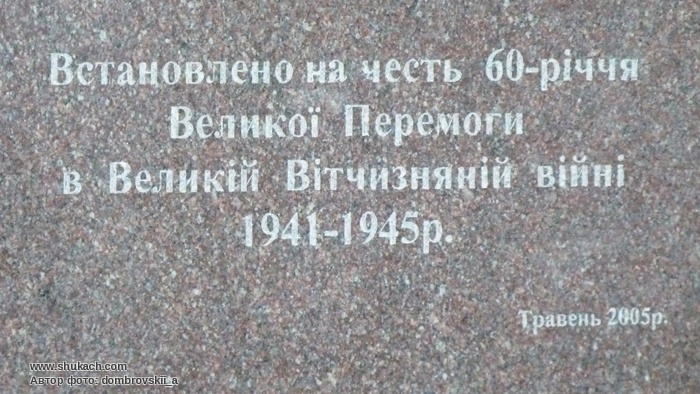 Встановлено на честь 60-річчя
Великої Перемоги
в Великій Вітчизняній війні
1941-1945р.
Травень 2005р.
www.shukach.com
Автор фото: dombrovskii_a